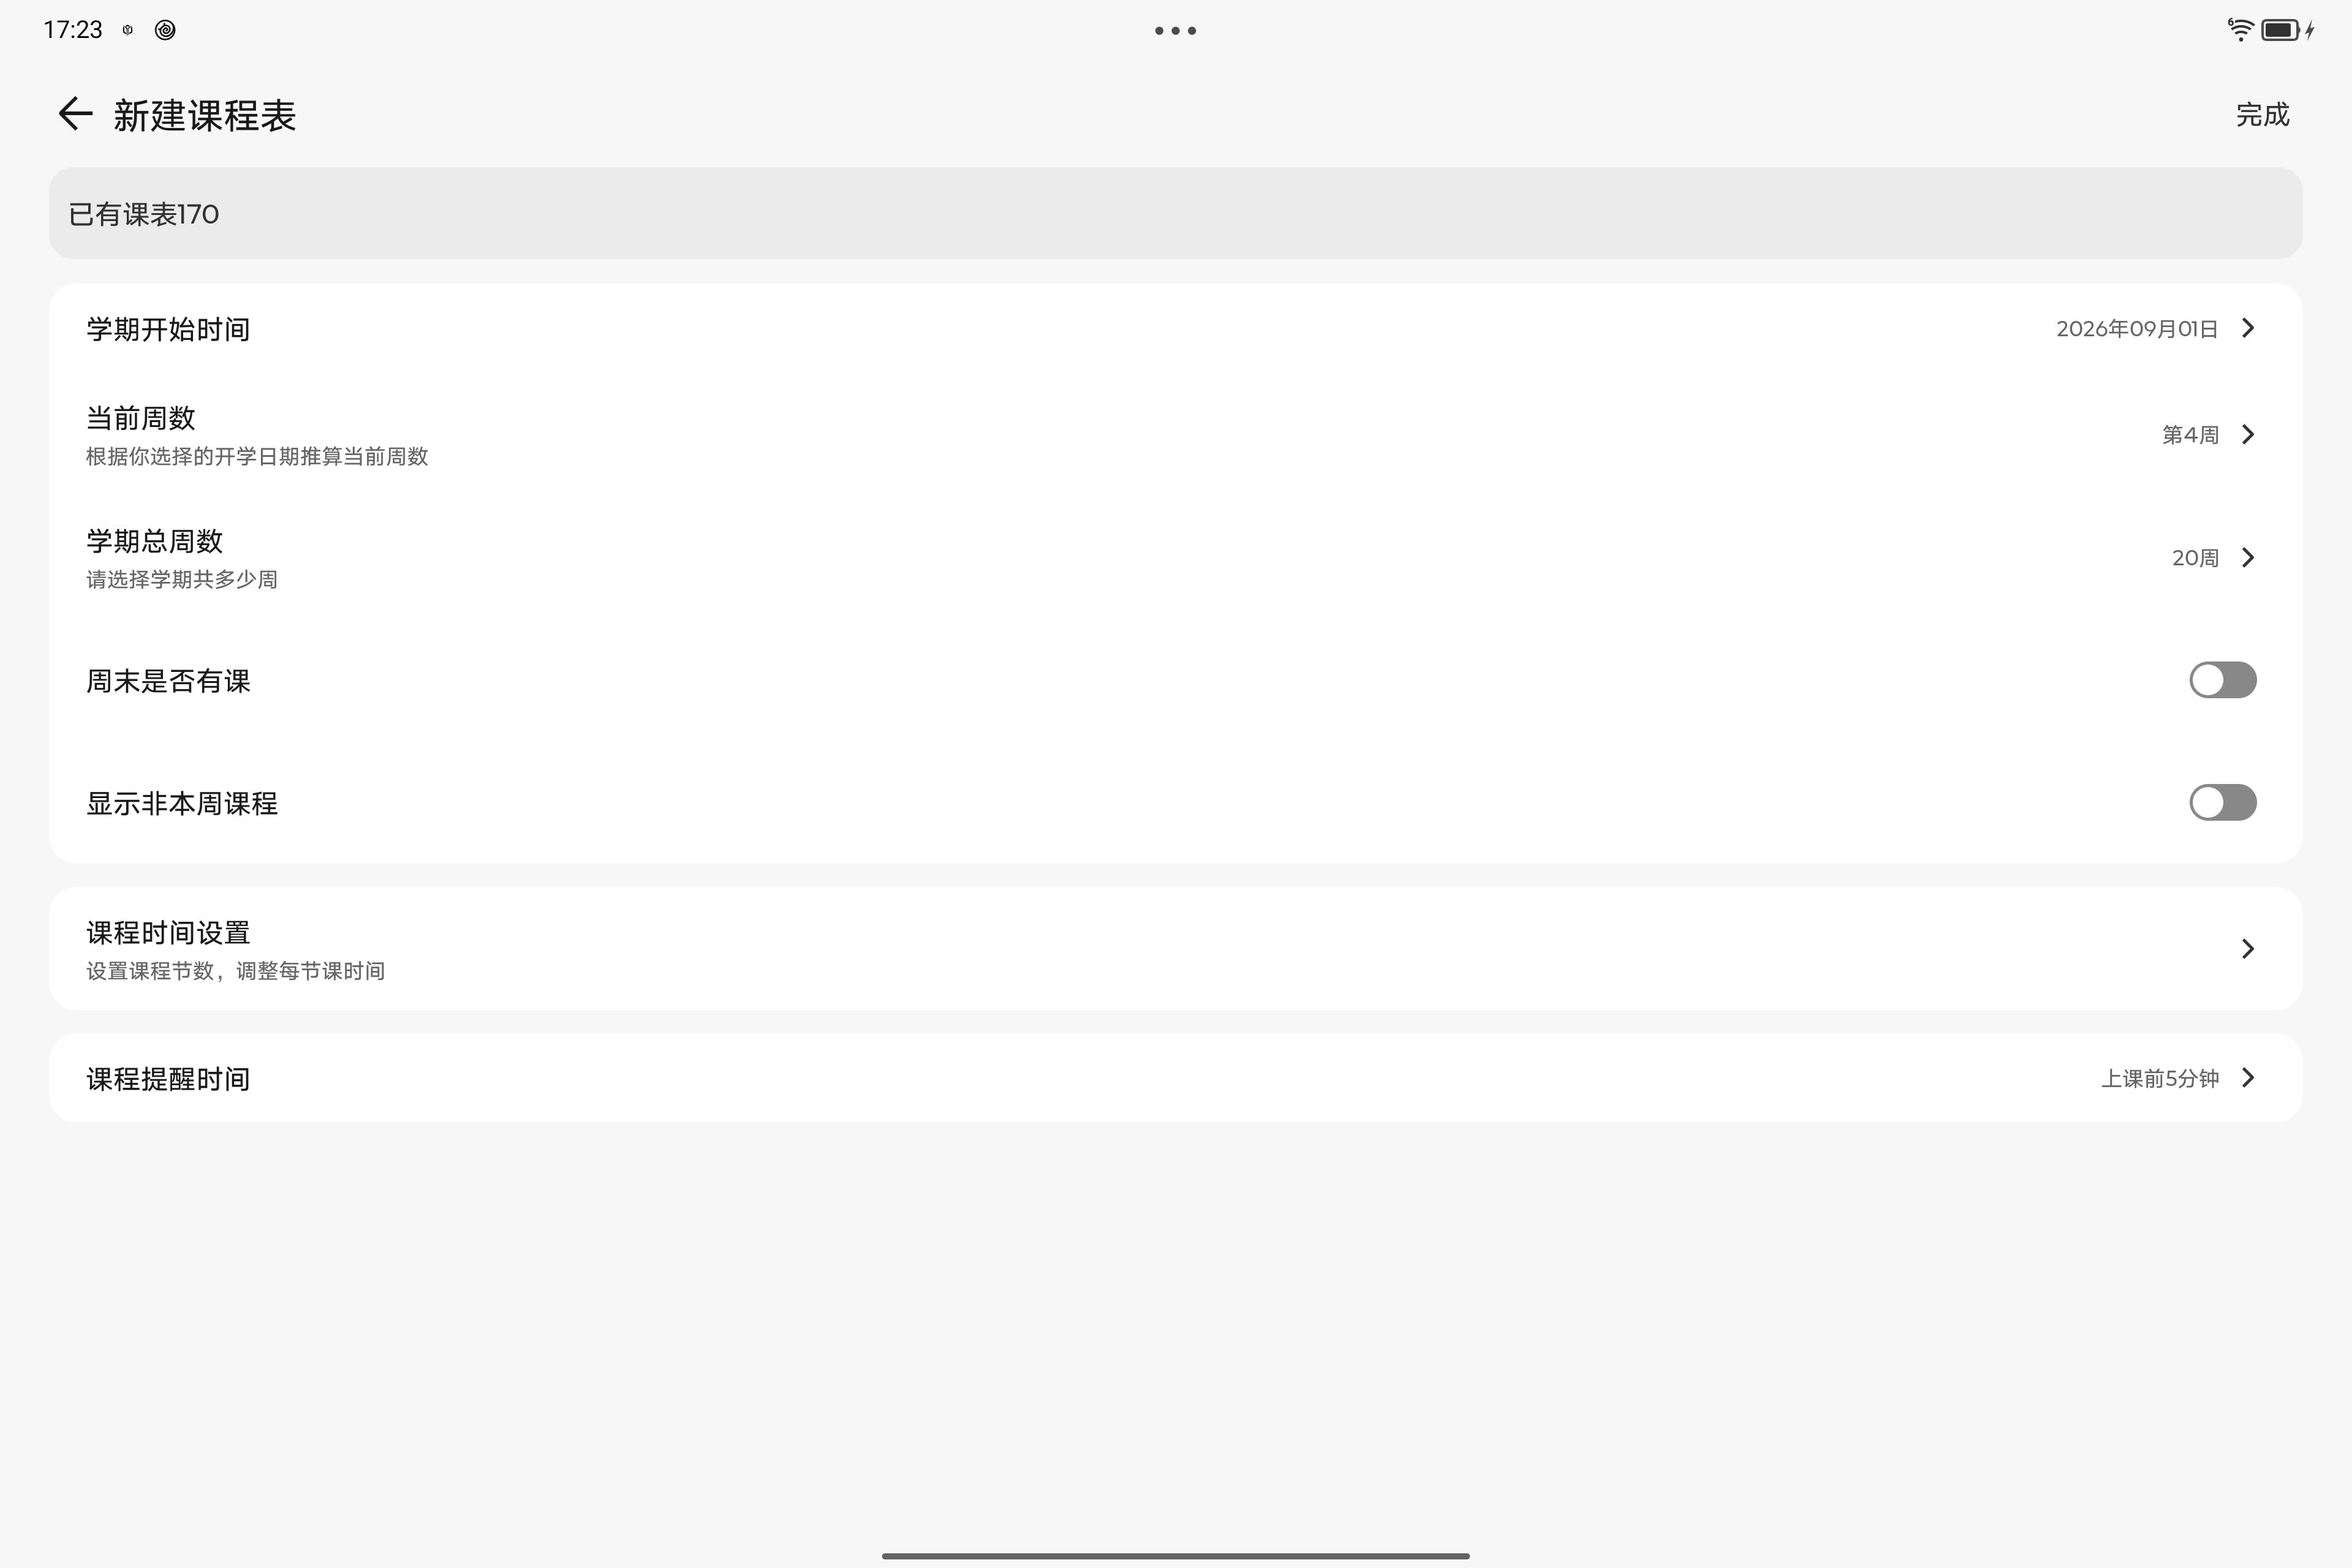 17:23
6
新建课程表
完成
已有课表170
学期开始时间
2026年09月01日
当前周数
根据你选择的开学日期推算当前周数
第4周
学期总周数
请选择学期共多少周
20周
周末是否有课
显示非本周课程
课程时间设置
设置课程节数，调整每节课时间
课程提醒时间
上课前5分钟